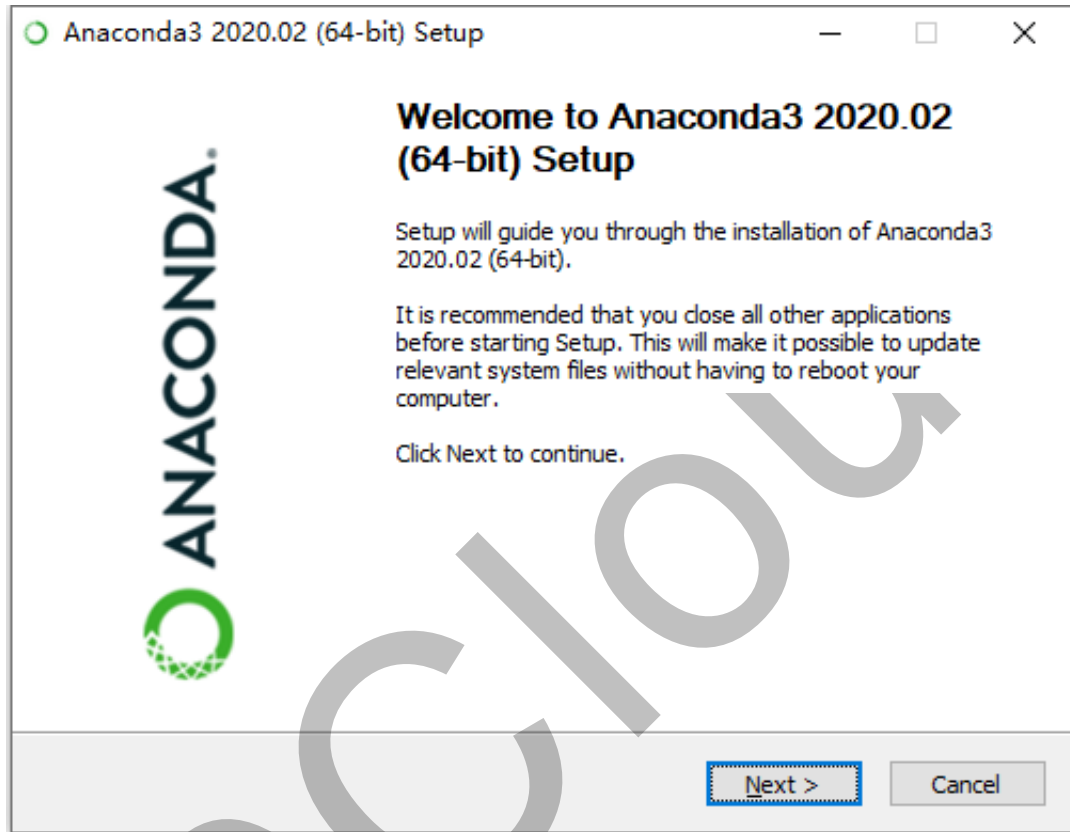 Anaconda3 2020.02 (64-bit) Setup
ANACONDA.
Welcome to Anaconda3 2020.02
(64-bit) Setup
Setup will guide you through the installation of Anaconda3
2020.02 (64-bit).
It is recommended that you close all other applications
before starting Setup. This will make it possible to update
relevant system files without having to reboot your
computer.
Click Next to continue.
Next >
Cancel